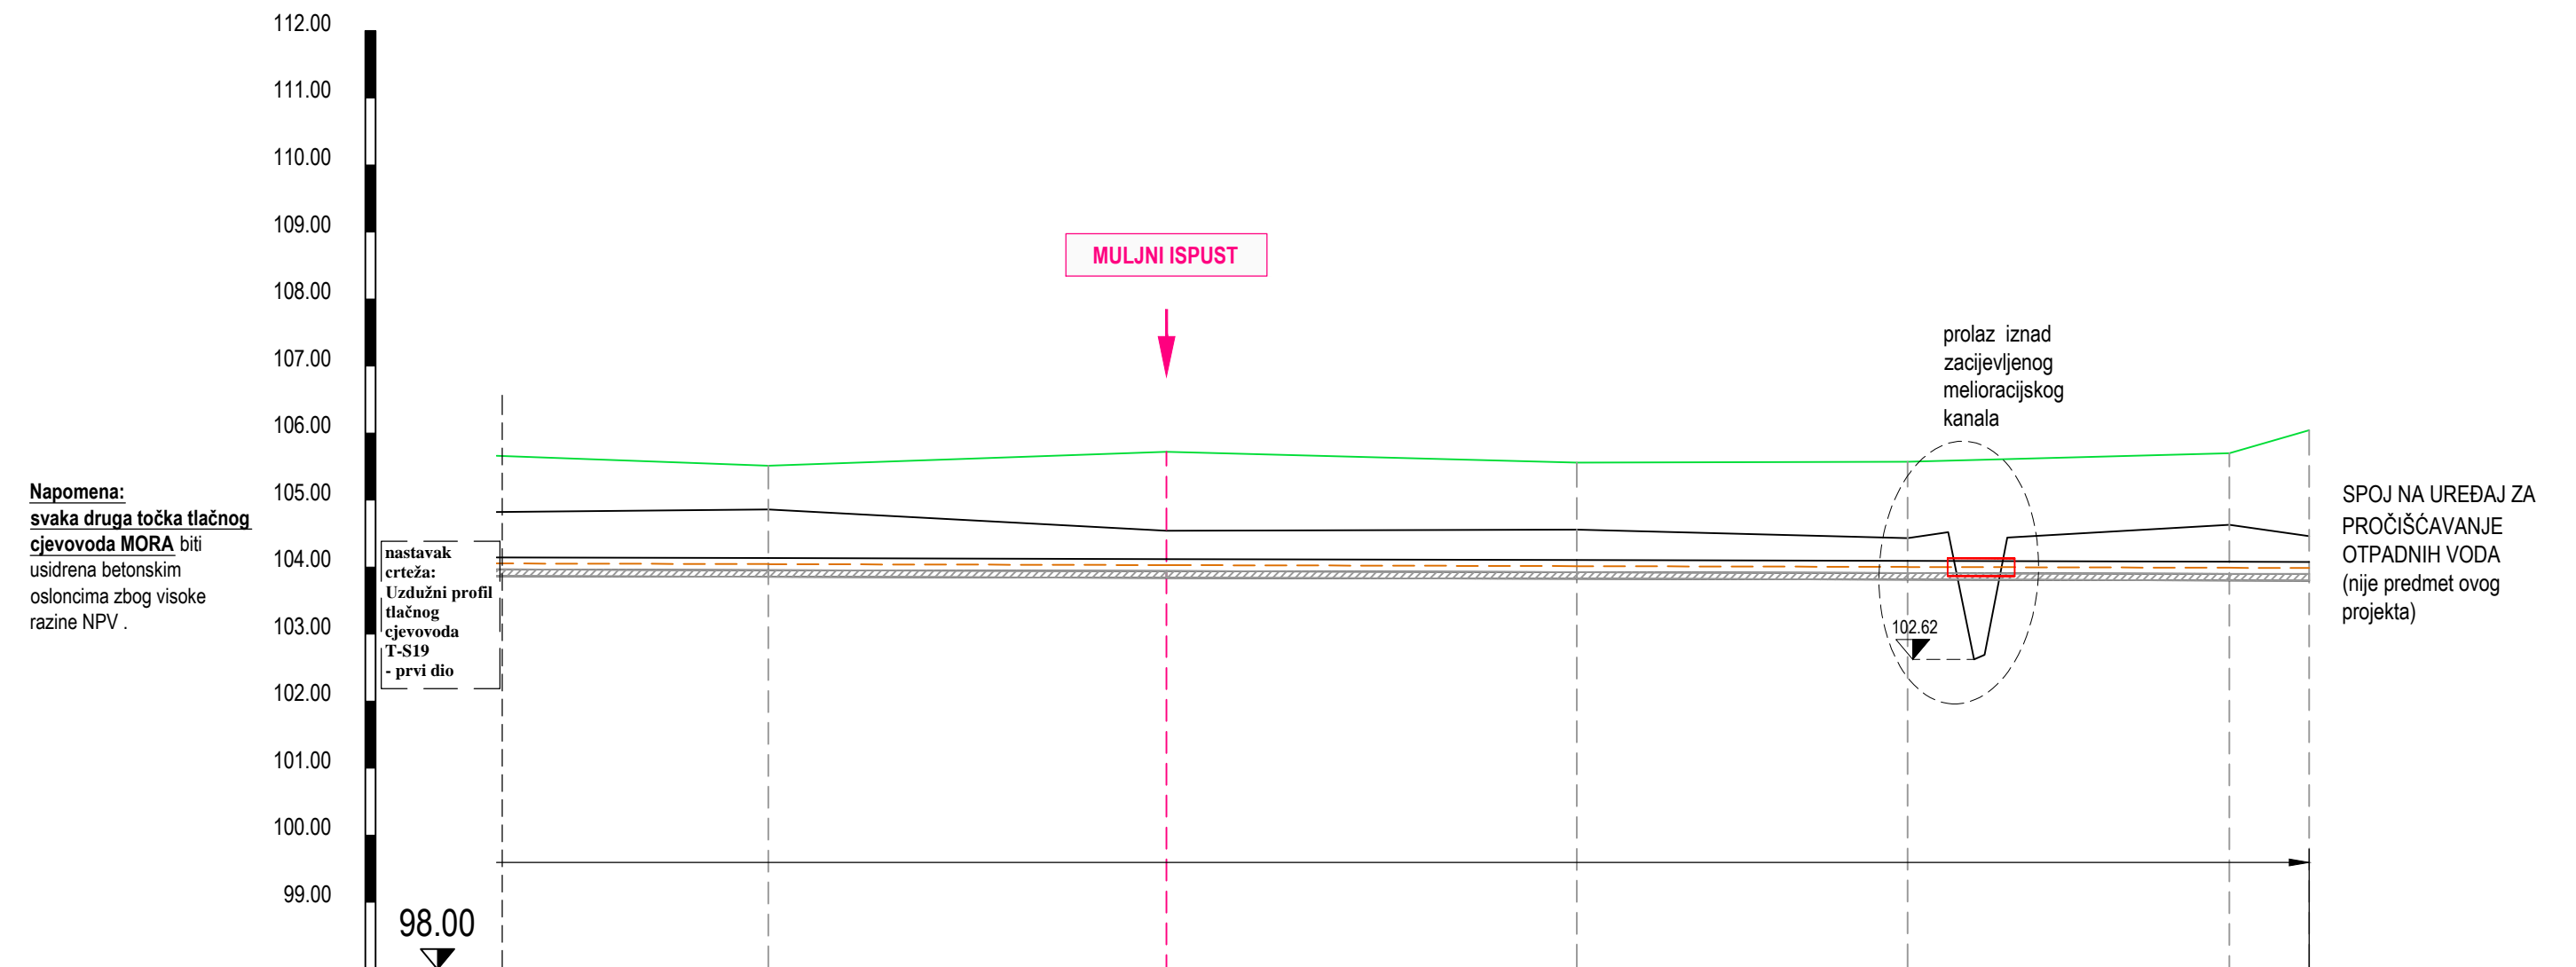 112.00
111.00
110.00
109.00
108.00
107.00
106.00
105.00
104.00
103.00
102.00
101.00
100.00
99.00
98.00
Napomena:
svaka druga točka tlačnog
cjevovoda MORA biti
usidrena betonskim
osloncima zbog visoke
razine NPV .
nastavak
crteža:
Uzdužni profil
tlačnog
cjevovoda
T-S19
- prvi dio
MULJNI ISPUST
prolaz iznad
zacijevljenog
melioracijskog
kanala
102.62
SPOJ NA UREĐAJ ZA
PROČIŠĆAVANJE
OTPADNIH VODA
(nije predmet ovog
projekta)